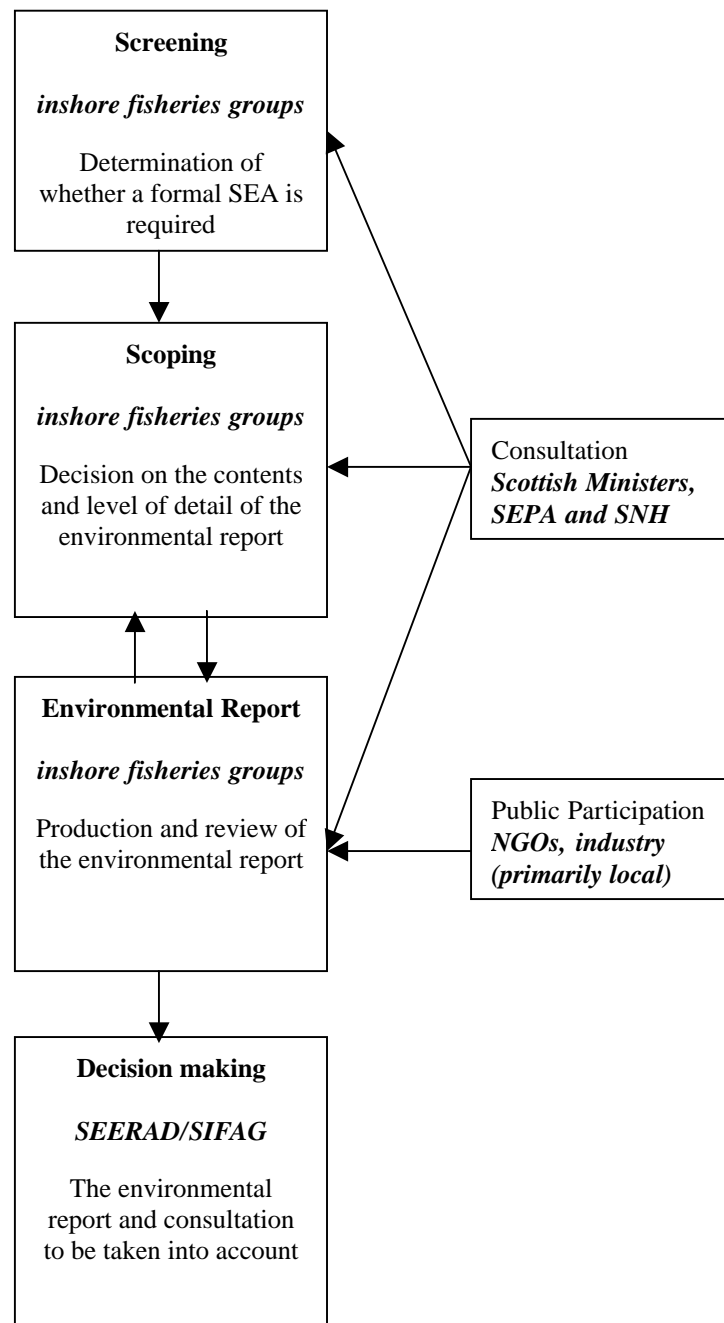 Screening
inshore fisheries groups
Determination of
whether a formal SEA is
required
Scoping
inshore fisheries groups
Decision on the contents
and level of detail of the
environmental report
Consultation
Scottish Ministers,
SEPA and SNH
Environmental Report
inshore fisheries groups
Production and review of
the environmental report
Public Participation
NGOs, industry
(primarily local)
Decision making
SEERAD/SIFAG
The environmental
report and consultation
to be taken into account